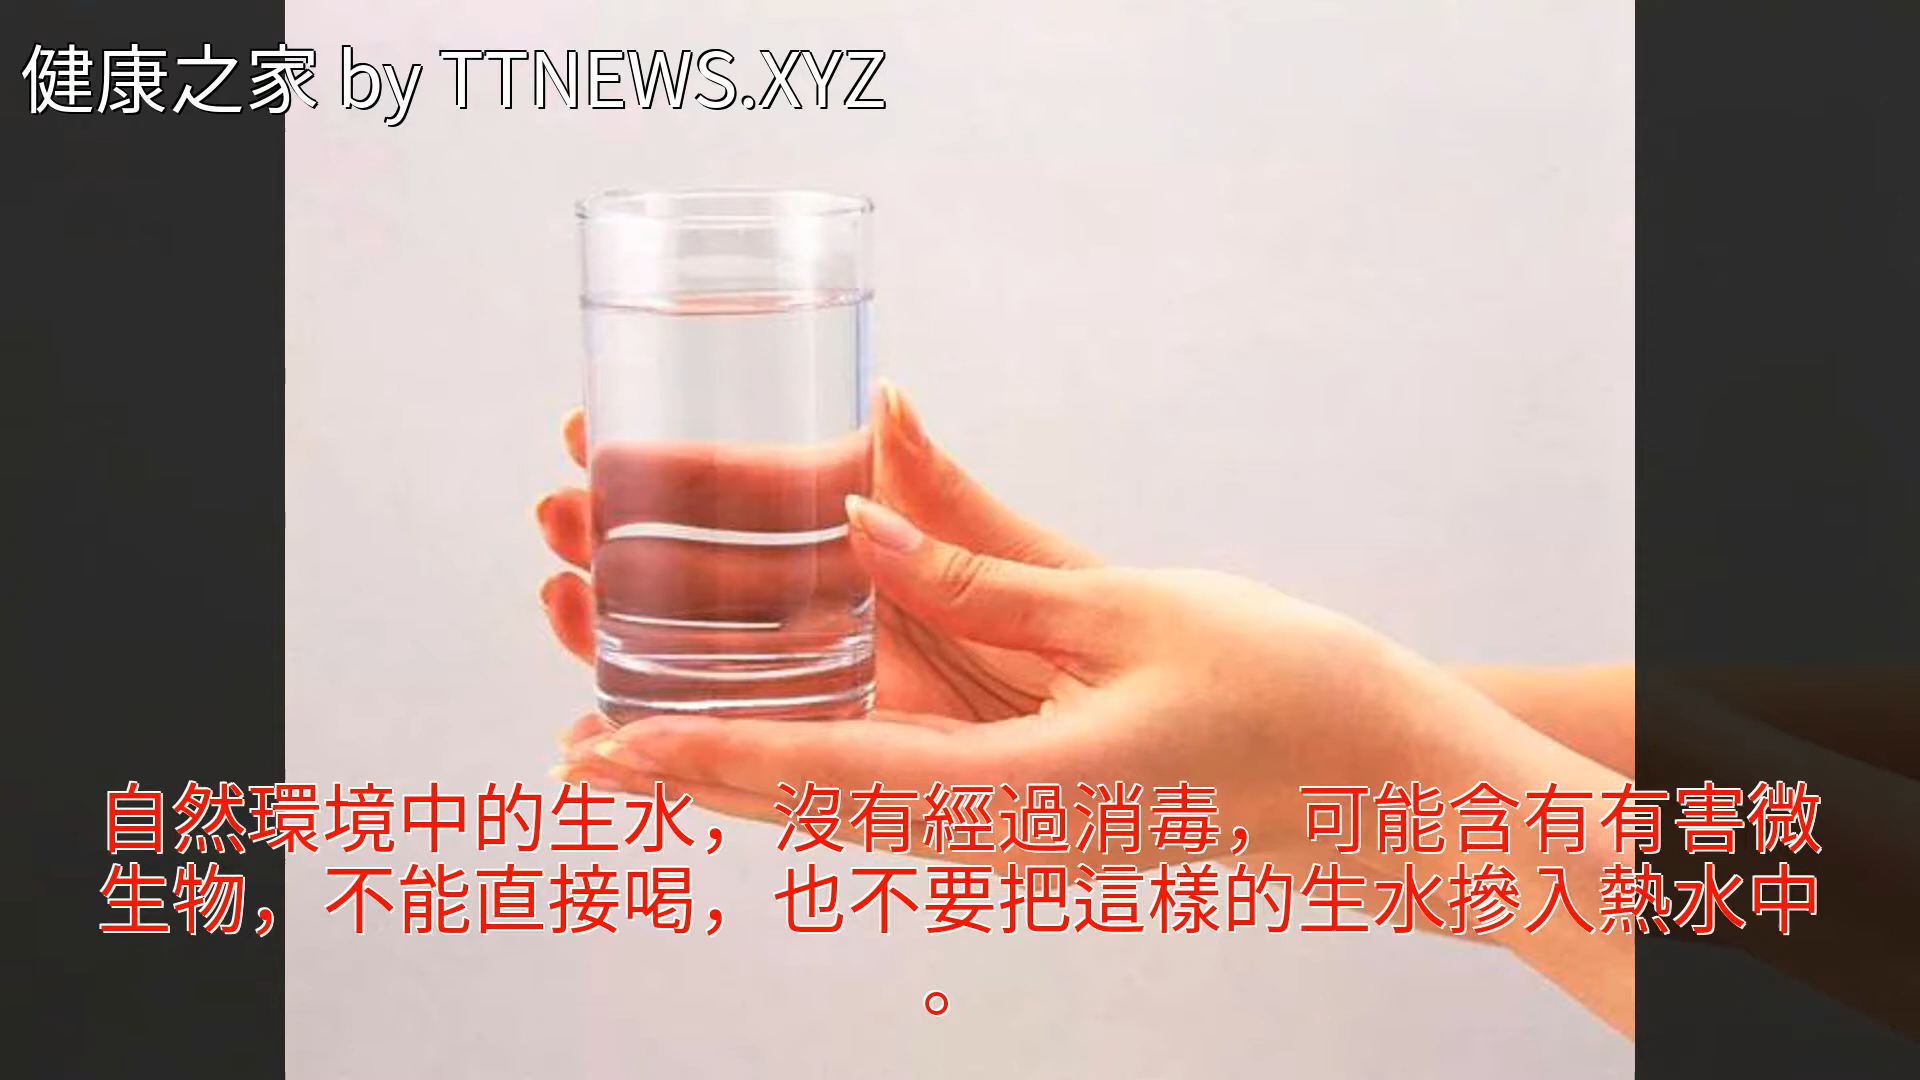 健康之家 by TTNEWS.XYZ
自然環境中的生水，沒有經過消毒，可能含有有害微
生物，不能直接喝，也不要把這樣的生水摻入熱水中
。